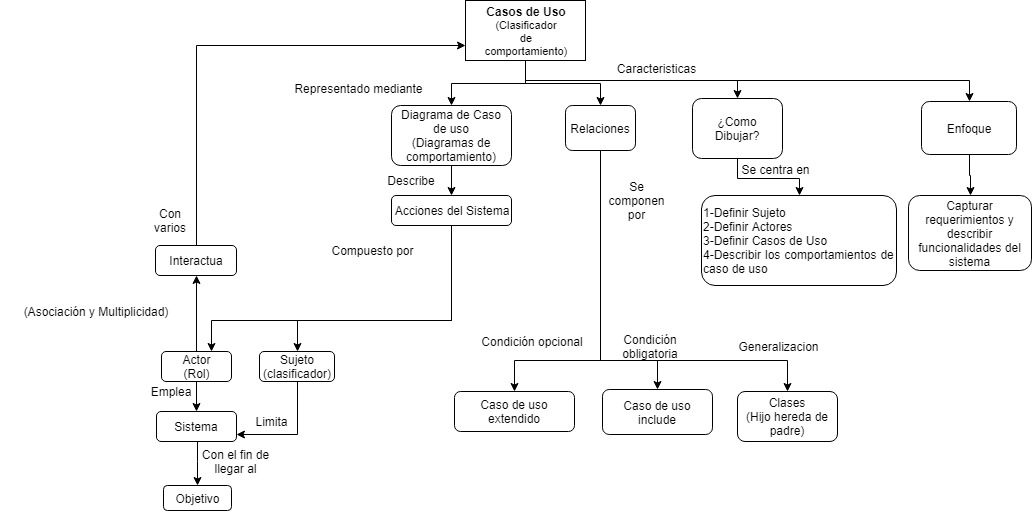 Casos de Uso
(Clasificador
de
comportamiento)
Caracteristicas
Representado mediante
Diagrama de Caso
de uso
(Diagramas de
comportamiento)
Relaciones
¿Como
Dibujar?
Enfoque
Describe
Se centra en
Se
componen
por
Acciones del Sistema
1-Definir Sujeto
2-Definir Actores
3-Definir Casos de Uso
4-Describir los comportamientos de
caso de uso
Capturar
requerimientos y
describir
funcionalidades del
sistema
Con
varios
Compuesto por
Interactua
(Asociación y Multiplicidad)
Condición opcional
Condición
obligatoria
Generalizacion
Actor
(Rol)
Sujeto
(clasificador)
Emplea
Caso de uso
extendido
Caso de uso
include
Clases
(Hijo hereda de
padre)
Sistema
Limita
Con el fin de
llegar al
Objetivo